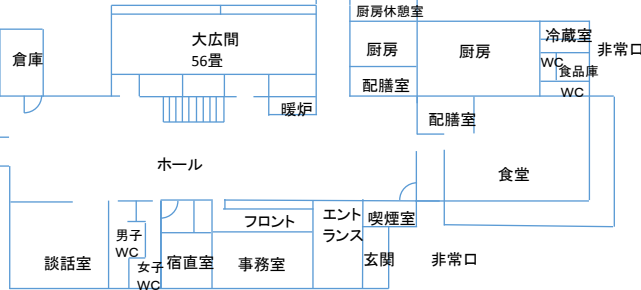 厨房休憩室
倉庫
大広間
56畳
厨房
厨房
冷蔵室
非常口
WC
食品庫
配膳室
WC
暖炉
配膳室
ホール
食堂
フロント
エント
ランス
喫煙室
談話室
男子
WC
女子
WC
宿直室
事務室
玄関
非常口